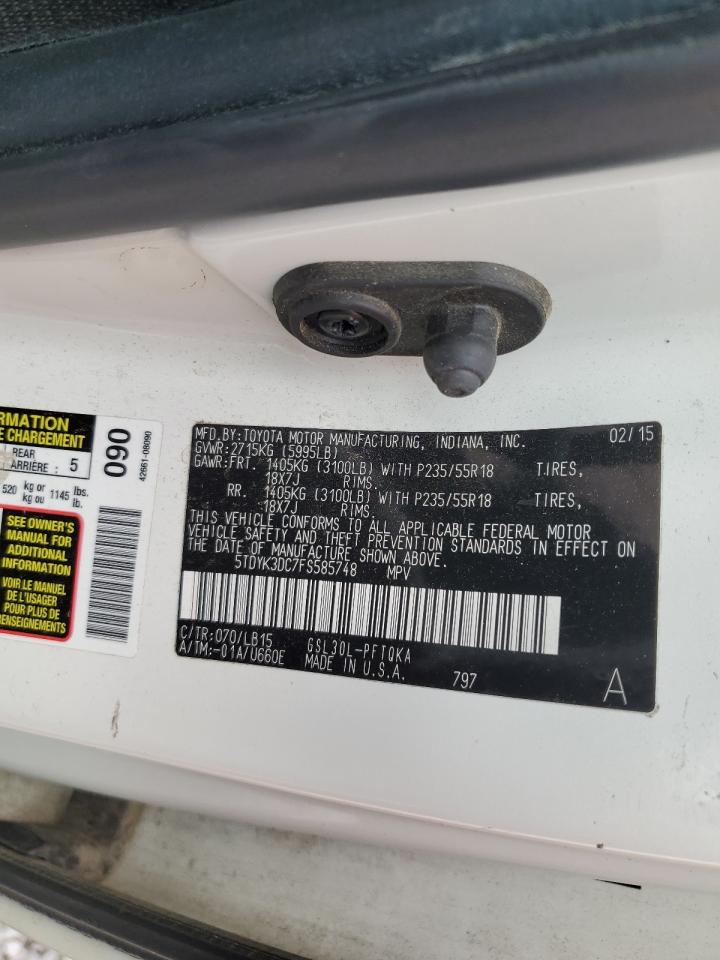 RMATION
E CHARGEMENT
REAR
ARRIÈRE : 5
520 kg or kg ou 1145 lbs. lb.
SEE OWNER'S
MANUAL FOR
ADDITIONAL
INFORMATION
VOIR LE MANUEL
DE L'USAGER
POUR PLUS DE
RENSEIGNEMENTS
090
42661-08090
MFD.BY:TOYOTA MOTOR MANUFACTURING, INDIANA, INC. 02/15
GVWR:2715KG (5995LB)
GAWR:FRT. 1405KG (3100LB) WITH P235/55R18 TIRES,
18X7J RIMS.
RR. 1405KG (3100LB) WITH P235/55R18 TIRES,
18X7J RIMS.
THIS VEHICLE CONFORMS TO ALL APPLICABLE FEDERAL MOTOR
VEHICLE SAFETY AND THEFT PREVENTION STANDARDS IN EFFECT ON
THE DATE OF MANUFACTURE SHOWN ABOVE.
5TDYK3DC7FS585748 MPV
C/TR:070/LB15 GSL30L-PFTQKA
A/TM:-01A/U660E MADE IN U.S.A. 797 A